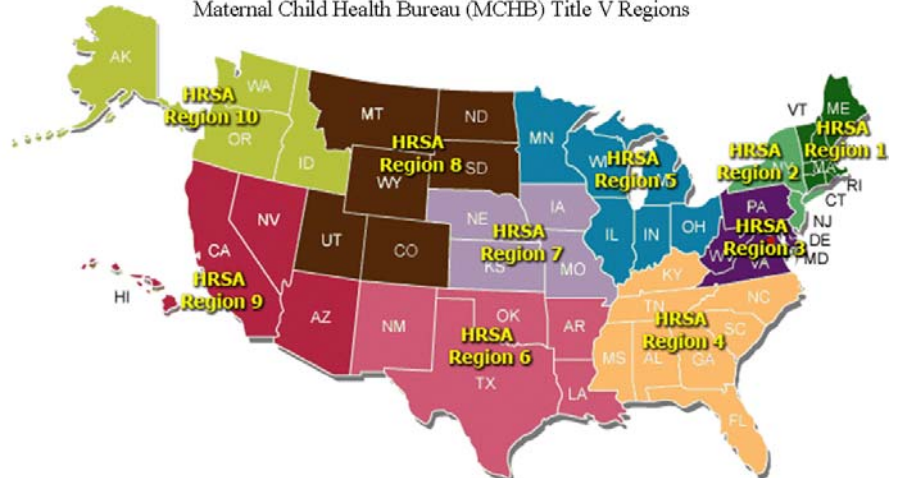 Maternal Child Health Bureau (MCHB) Title V Regions
AK
WA
HRSA
Region 10
OR
ID
MT
ND
HRSA
Region 8
SD
WY
UT
CO
MN
HRSA
Region 5
IL
IN
OH
VT
ME
HRSA
Region 1
MA
RI
CT
HRSA
Region 2
NY
NJ
DE
MD
PA
HRSA
Region 3
VA
NE
IA
HRSA
Region 7
KS
MO
NV
CA
HRSA
Region 9
HI
AZ
NM
OK
AR
HRSA
Region 6
TX
LA
KY
TN
NC
HRSA
Region 4
SC
MS
AL
GA
FL